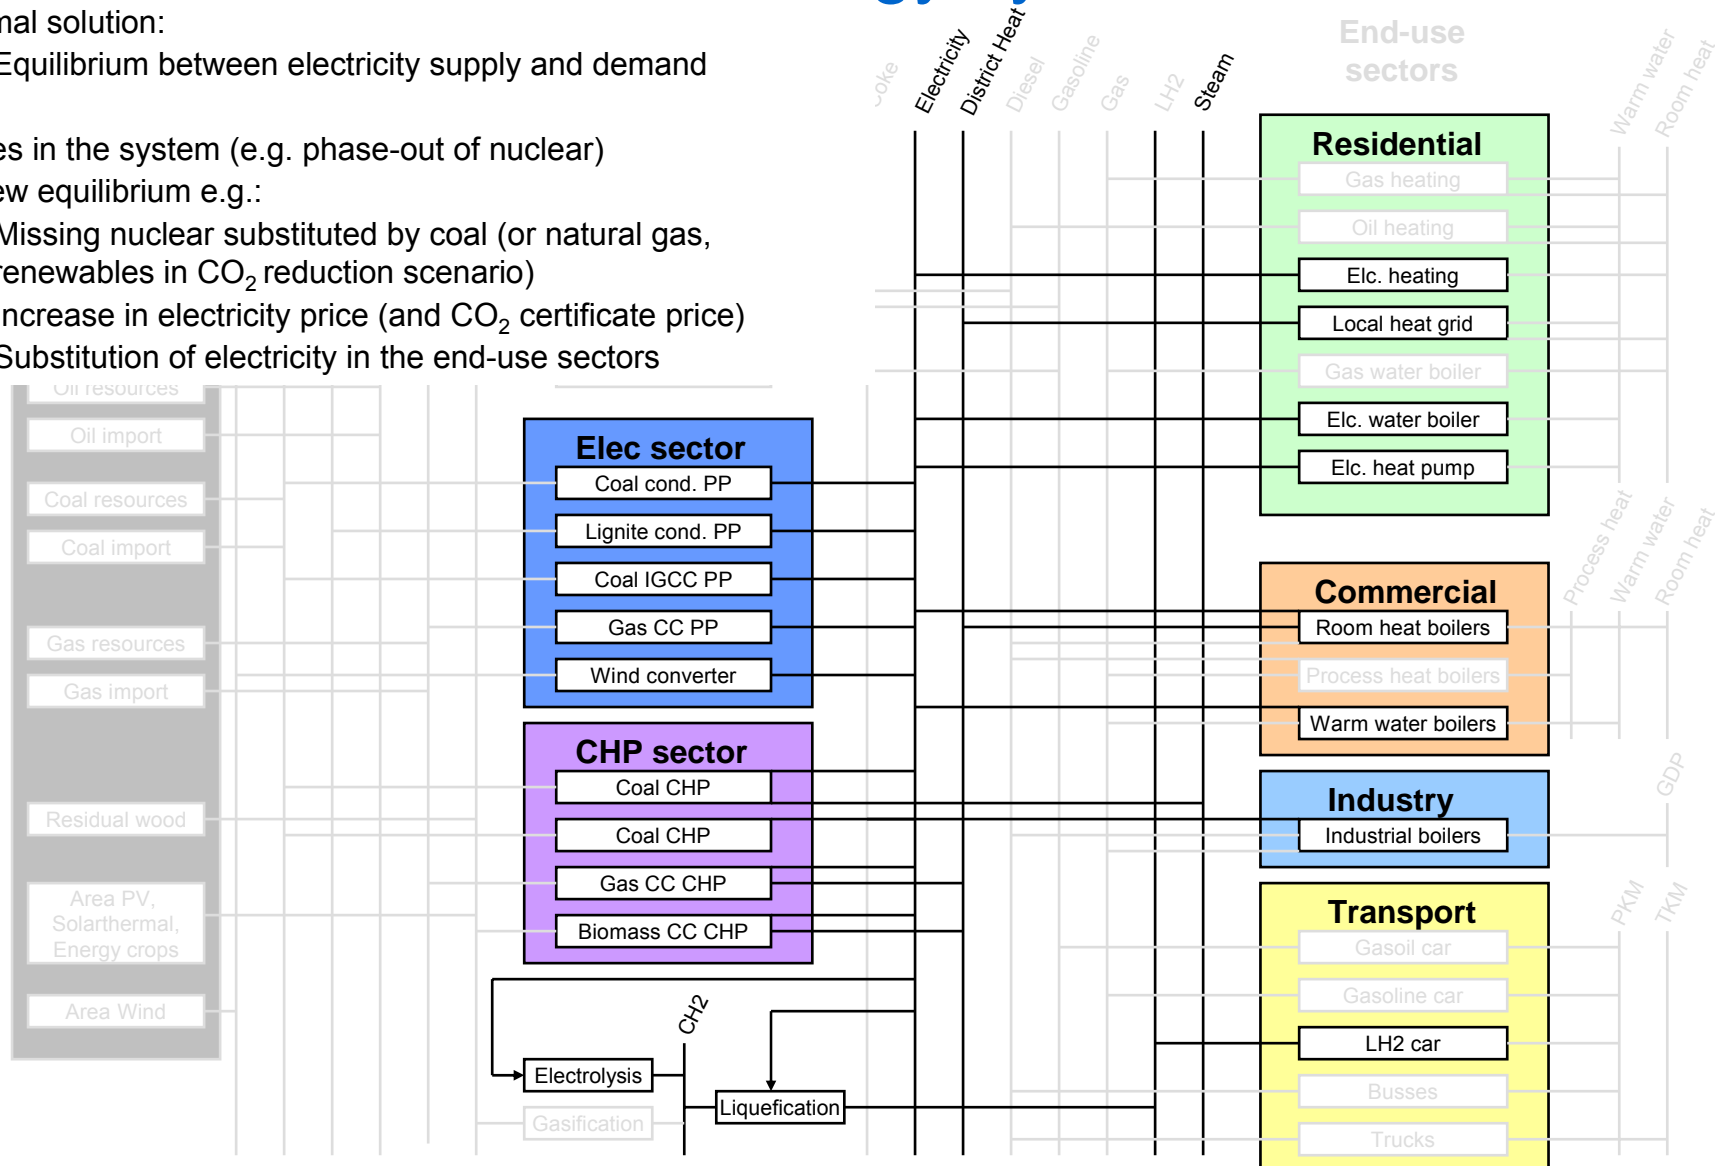 mal solution:
Equilibrium between electricity supply and demand
es in the system (e.g. phase-out of nuclear)
ew equilibrium e.g.:
Missing nuclear substituted by coal (or natural gas,
renewables in CO2 reduction scenario)
Increase in electricity price (and CO2 certificate price)
Substitution of electricity in the end-use sectors
Electricity
District Heat
Diesel
Gasoline
Gas
LH2
Steam
End-use
sectors
Warm water
Room heat
Residential
Gas heating
Oil heating
Elc. heating
Local heat grid
Gas water boiler
Elc. water boiler
Elc. heat pump
Oil resources
Oil import
Coal resources
Coal import
Gas resources
Gas import
Residual wood
Area PV,
Solarthermal,
Energy crops
Area Wind
Elec sector
Coal cond. PP
Lignite cond. PP
Coal IGCC PP
Gas CC PP
Wind converter
CHP sector
Coal CHP
Coal CHP
Gas CC CHP
Biomass CC CHP
CH2
Electrolysis
Gasification
Liquefication
Process heat
Warm water
Room heat
Commercial
Room heat boilers
Process heat boilers
Warm water boilers
GDP
Industry
Industrial boilers
PKM
TKM
Transport
Gasoil car
Gasoline car
LH2 car
Busses
Trucks